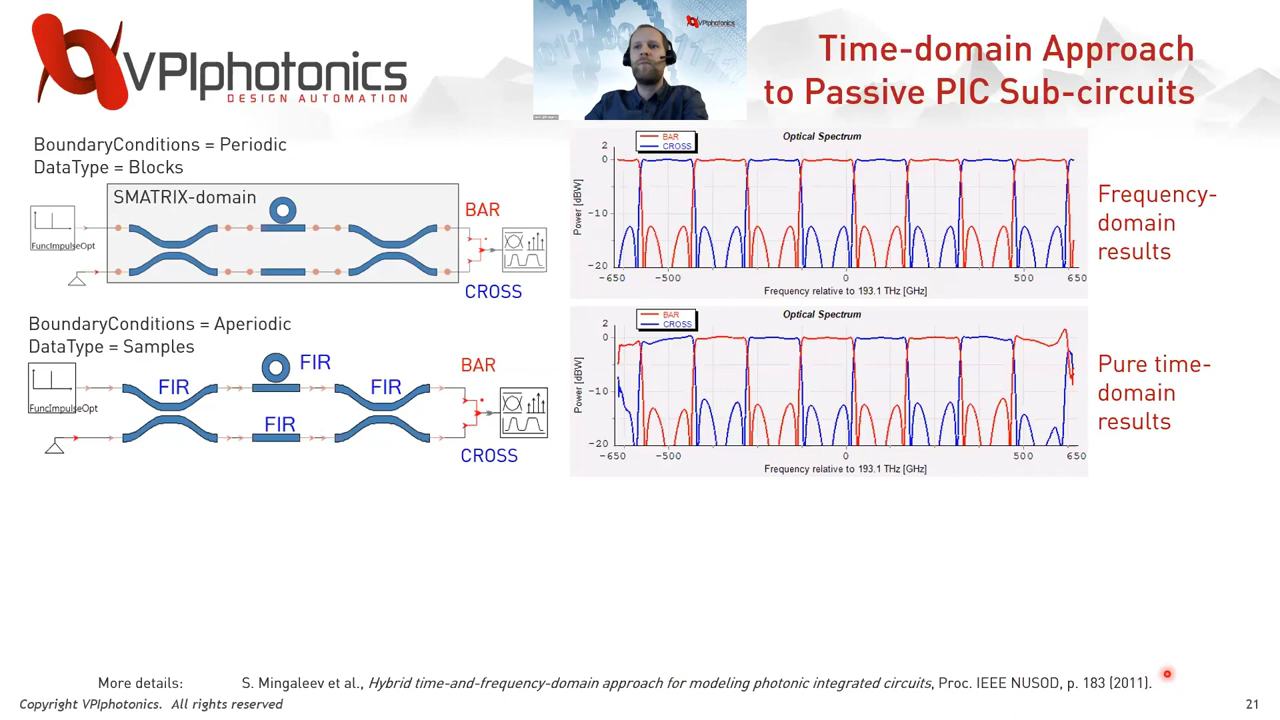 VPIphotonics
DESIGN AUTOMATION
VPIphotonics
Time-domain Approach
to Passive PIC Sub-circuits
BoundaryConditions = Periodic
DataType = Blocks
SMATRIX-domain
FuncImpulseOpt
BAR
CROSS
Optical Spectrum
BAR
CROSS
Power [dBW]
2
0
-10
-20
-650
-500
0
500
650
Frequency relative to 193.1 THz [GHz]
Frequency-
domain
results
BoundaryConditions = Aperiodic
DataType = Samples
FuncImpulseOpt
FIR
FIR
FIR
FIR
BAR
CROSS
Optical Spectrum
BAR
CROSS
Power [dBW]
2
0
-10
-20
-650
-500
0
500
650
Frequency relative to 193.1 THz [GHz]
Pure time-
domain
results
More details: S. Mingaleev et al., Hybrid time-and-frequency-domain approach for modeling photonic integrated circuits, Proc. IEEE NUSOD, p. 183 (2011).
Copyright VPIphotonics. All rights reserved
21